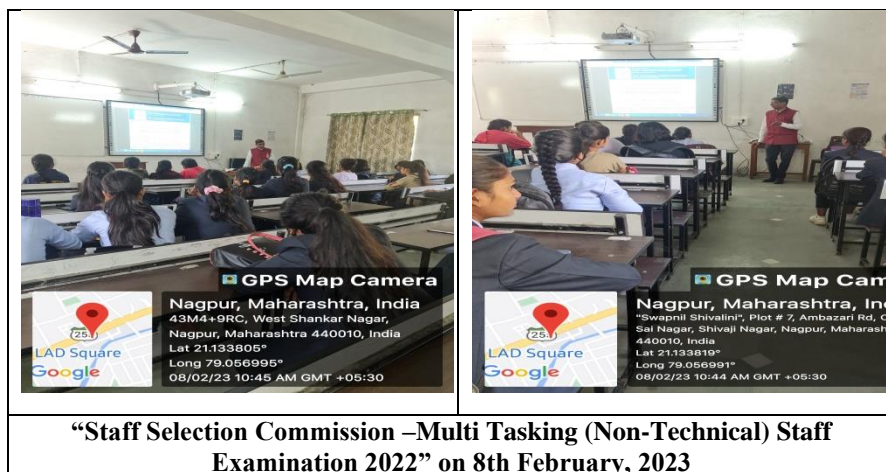 GPS Map Camera
Nagpur, Maharashtra, India
43M4+9RC, West Shankar Nagar,
Nagpur, Maharashtra 440010, India
Lat 21.133805°
Long 79.056995°
08/02/23 10:45 AM GMT +05:30
25.
LAD Square
Google
GPS Map Cam
Nagpur, Maharashtra, In
"Swapnil Shivalini", Plot # 7, Ambazari Rd,
Sai Nagar, Shivaji Nagar, Nagpur, Maharash
440010, India
Lat 21.133819°
Long 79.056991°
08/02/23 10:44 AM GMT +05:30
25.
LAD Square
Google
“Staff Selection Commission –Multi Tasking (Non-Technical) Staff
Examination 2022” on 8th February, 2023